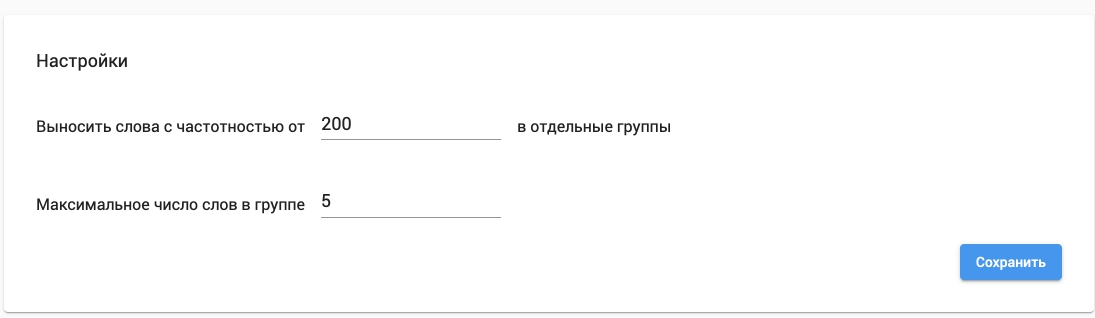 Настройки
Выносить слова с частотностью от 200 в отдельные группы
Максимальное число слов в группе 5
Сохранить